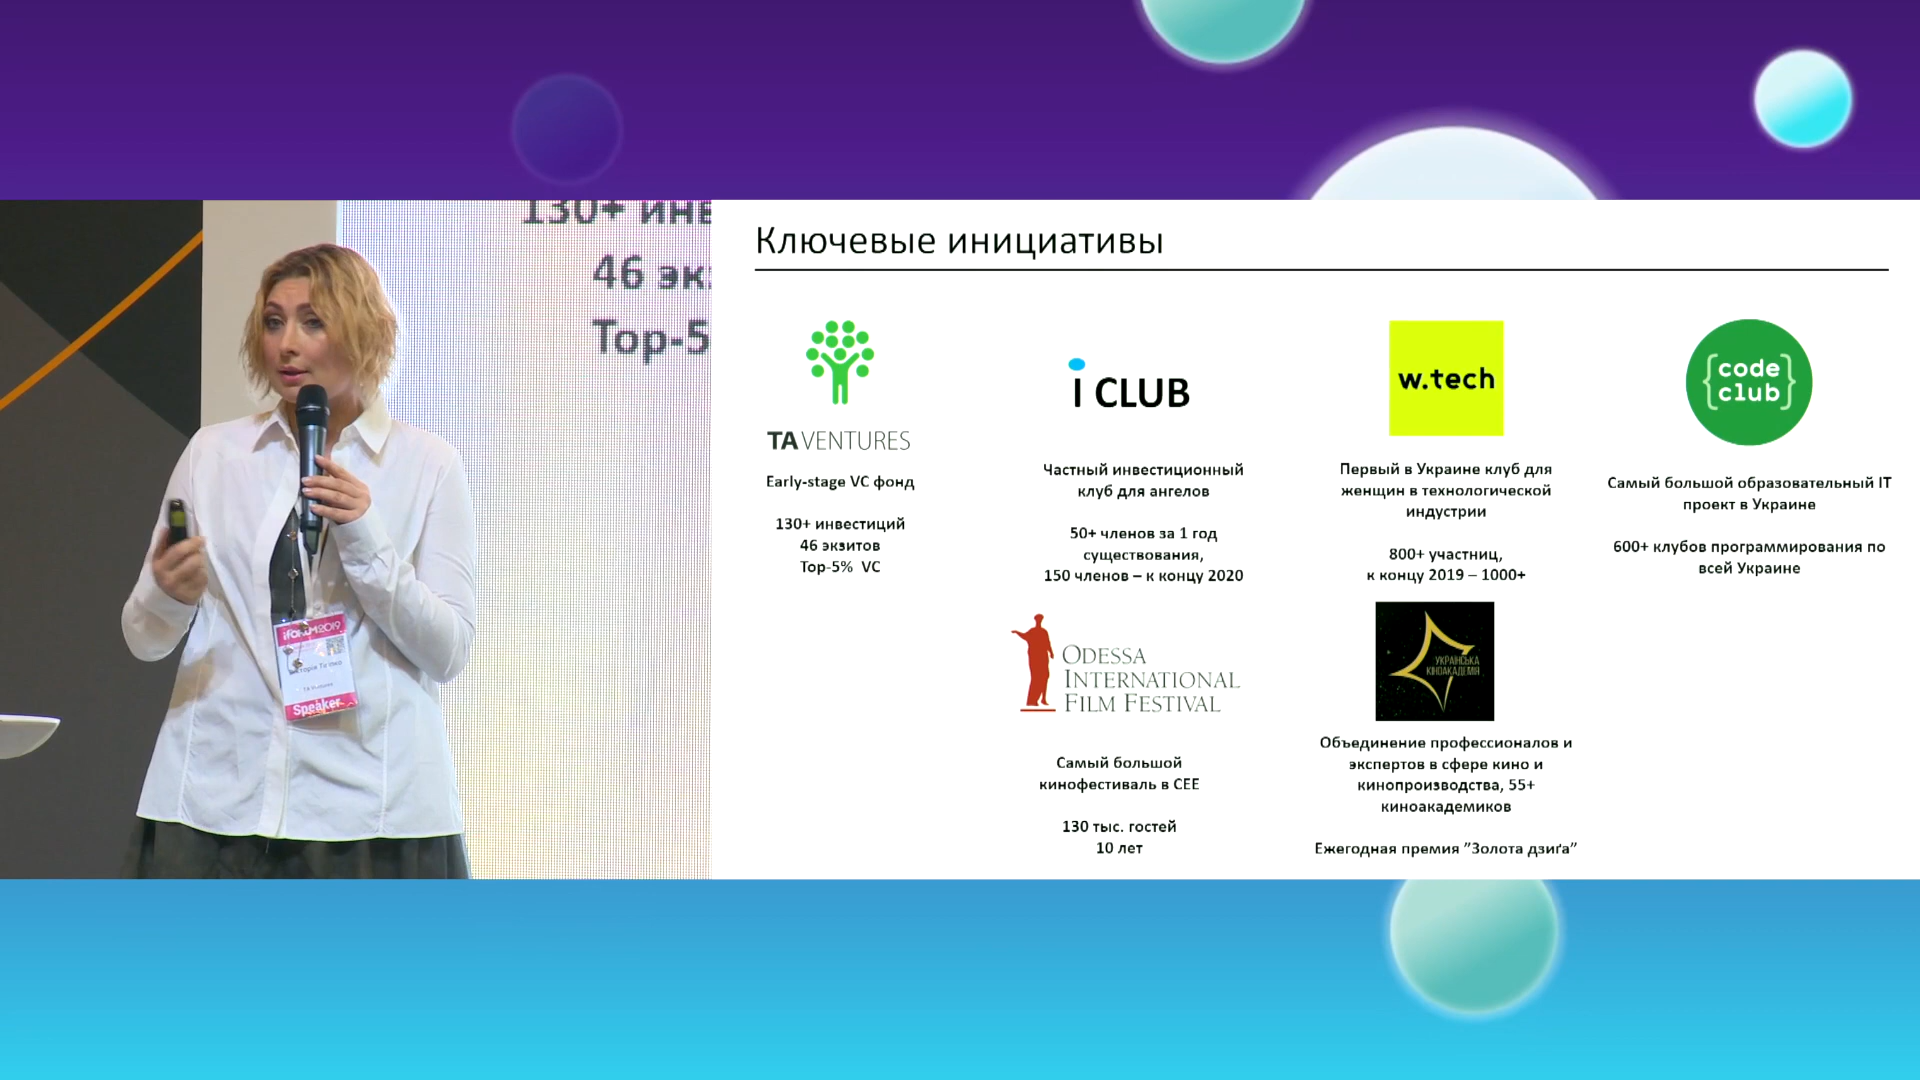 130+ инв
46 экз
Top-5
iFORUM2019
Speaker
Ключевые инициативы
TA VENTURES
Early-stage VC фонд
130+ инвестиций
46 экзитов
Top-5% VC
i CLUB
Частный инвестиционный
клуб для ангелов
50+ членов за 1 год
существования,
150 членов – к концу 2020
w.tech
Первый в Украине клуб для
женщин в технологической
индустрии
800+ участниц,
к концу 2019 – 1000+
{code
club}
Самый большой образовательный IT
проект в Украине
600+ клубов программирования по
всей Украине
ODESSA
INTERNATIONAL
FILM FESTIVAL
Самый большой
кинофестиваль в СЕЕ
130 тыс. гостей
10 лет
УКРАЇНСЬКА
КІНОАКАДЕМІЯ
Объединение профессионалов и
экспертов в сфере кино и
кинопроизводства, 55+
киноакадемиков
Ежегодная премия ”Золота дзиґа”